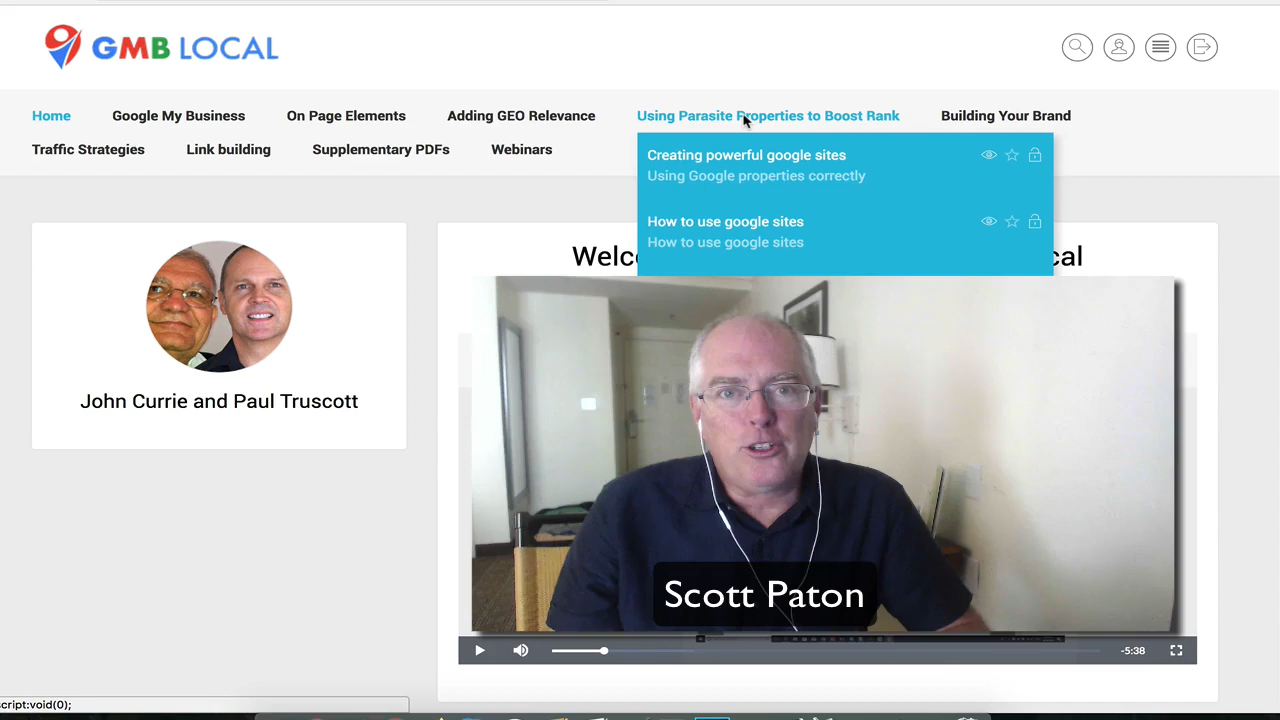 GMB LOCAL
Home
Google My Business
On Page Elements
Adding GEO Relevance
Using Parasite Properties to Boost Rank
Building Your Brand
Traffic Strategies
Link building
Supplementary PDFs
Webinars
Creating powerful google sites
Using Google properties correctly
How to use google sites
How to use google sites
Welc
cal
John Currie and Paul Truscott
Scott Paton
-5:38
script:void(0);